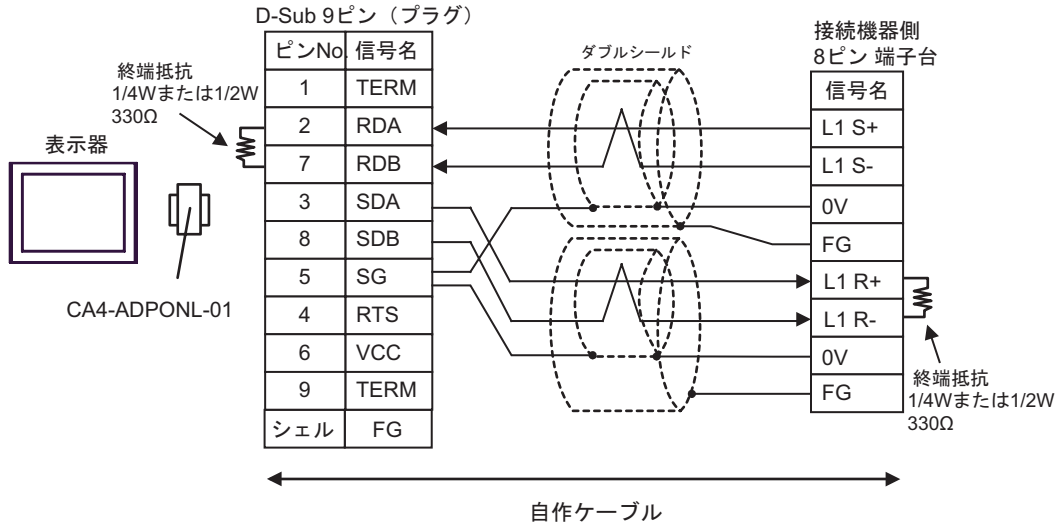 D-Sub 9ピン（プラグ）
ピンNo. 信号名
1 TERM
2 RDA
7 RDB
3 SDA
8 SDB
5 SG
4 RTS
6 VCC
9 TERM
シェル FG
終端抵抗
1/4Wまたは1/2W
330Ω
表示器
CA4-ADPONL-01
ダブルシールド
接続機器側
8ピン 端子台
信号名
L1 S+
L1 S-
0V
FG
L1 R+
L1 R-
0V
FG
終端抵抗
1/4Wまたは1/2W
330Ω
自作ケーブル